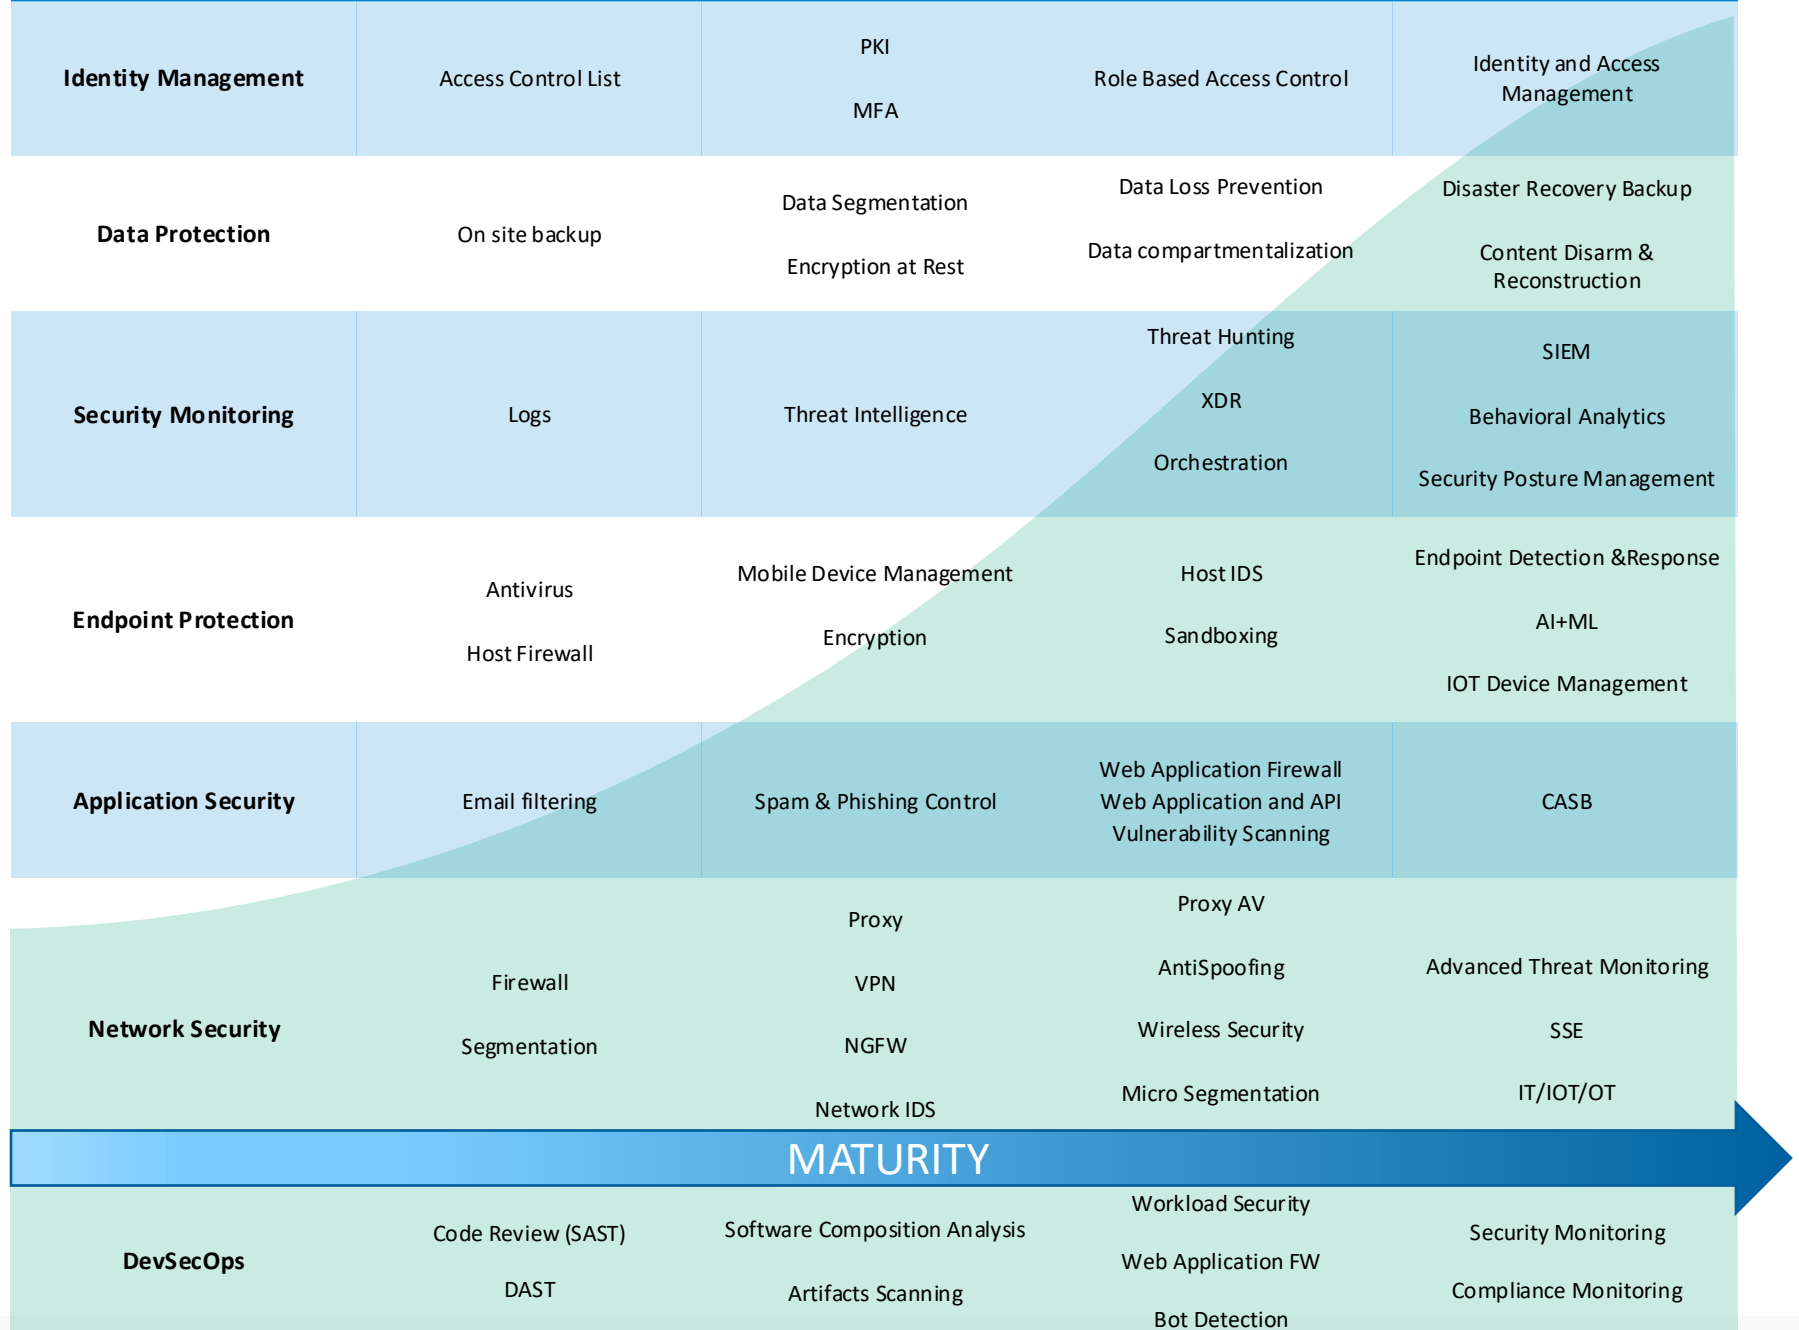 Identity Management
Access Control List
PKI
MFA
Role Based Access Control
Identity and Access
Management
Data Protection
On site backup
Data Segmentation
Encryption at Rest
Data Loss Prevention
Data compartmentalization
Disaster Recovery Backup
Content Disarm &
Reconstruction
Security Monitoring
Logs
Threat Intelligence
Threat Hunting
XDR
Orchestration
SIEM
Behavioral Analytics
Security Posture Management
Endpoint Protection
Antivirus
Host Firewall
Mobile Device Management
Encryption
Host IDS
Sandboxing
Endpoint Detection &Response
AI+ML
IOT Device Management
Application Security
Email filtering
Spam & Phishing Control
Web Application Firewall
Web Application and API
Vulnerability Scanning
CASB
Network Security
Firewall
Segmentation
Proxy
VPN
NGFW
Network IDS
Proxy AV
AntiSpoofing
Wireless Security
Micro Segmentation
Advanced Threat Monitoring
SSE
IT/IOT/OT
MATURITY
DevSecOps
Code Review (SAST)
DAST
Software Composition Analysis
Artifacts Scanning
Workload Security
Web Application FW
Bot Detection
Security Monitoring
Compliance Monitoring